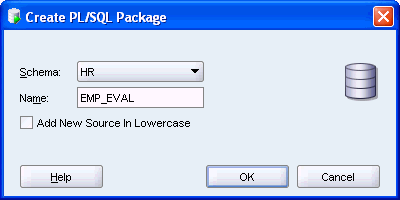 Create PL/SQL Package
Schema: HR
Name: EMP_EVAL
Add New Source In Lowercase
Help OK Cancel